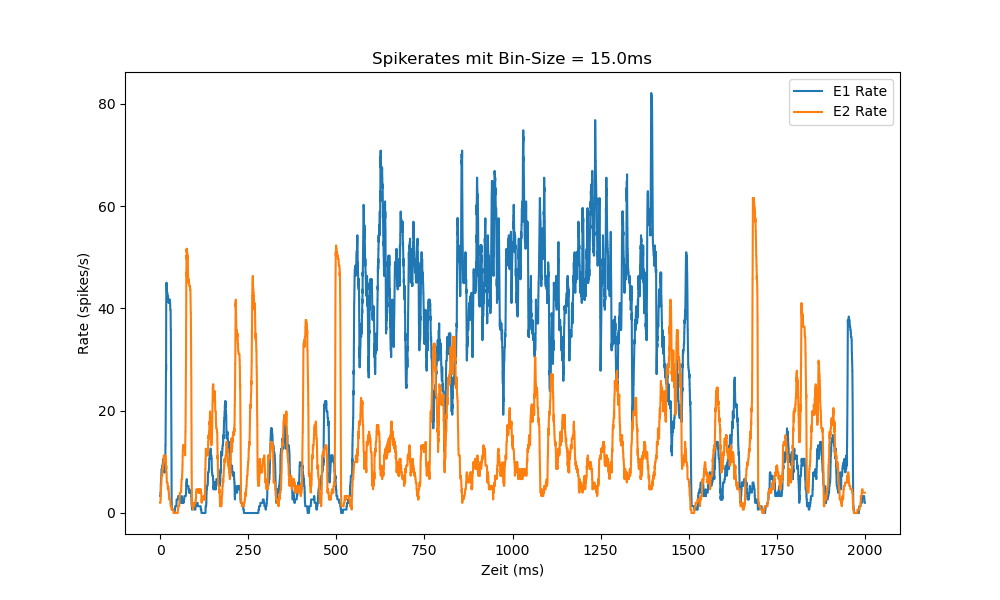 Spikerates mit Bin-Size = 15.0ms
E1 Rate
E2 Rate
80
60
40
20
0
Rate (spikes/s)
0 250 500 750 1000 1250 1500 1750 2000
Zeit (ms)